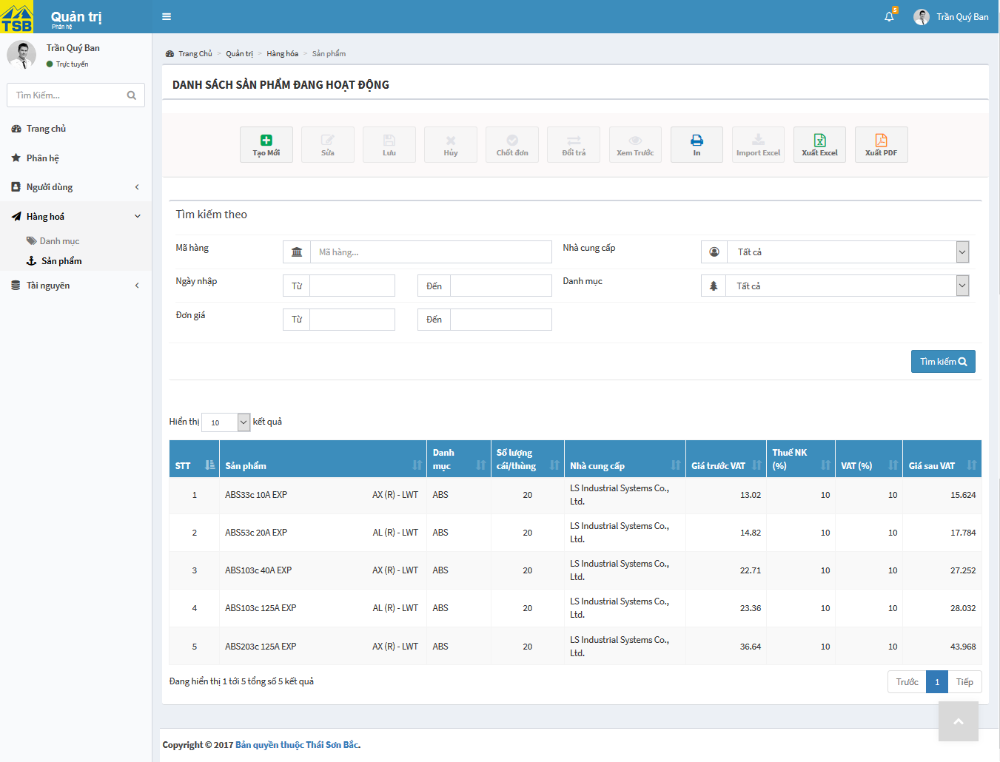 TSB
Quản trị
Phân hệ
5
Trần Quý Ban
Trần Quý Ban
Trực tuyến
Tìm Kiếm...
Trang chủ
Phân hệ
Người dùng
Hàng hoá
Danh mục
Sản phẩm
Tài nguyên
Trang Chủ > Quản trị > Hàng hóa > Sản phẩm
DANH SÁCH SẢN PHẨM ĐANG HOẠT ĐỘNG
Tạo Mới Sửa Lưu Hủy Chốt đơn Đổi trả Xem Trước In Import Excel Xuất Excel Xuất PDF
Tìm kiếm theo
Mã hàng Mã hàng... Nhà cung cấp Tất cả
Ngày nhập Từ Đến Danh mục Tất cả
Đơn giá Từ Đến
Tìm kiếm
Hiển thị 10 kết quả
STT Sản phẩm Danh mục Số lượng cái/thùng Nhà cung cấp Giá trước VAT Thuế NK (%) VAT (%) Giá sau VAT
1 ABS33c 10A EXP AX (R) - LWT ABS 20 LS Industrial Systems Co., Ltd. 13.02 10 10 15.624
2 ABS53c 20A EXP AL (R) - LWT ABS 20 LS Industrial Systems Co., Ltd. 14.82 10 10 17.784
3 ABS103c 40A EXP AX (R) - LWT ABS 20 LS Industrial Systems Co., Ltd. 22.71 10 10 27.252
4 ABS103c 125A EXP AL (R) - LWT ABS 20 LS Industrial Systems Co., Ltd. 23.36 10 10 28.032
5 ABS203c 125A EXP AX (R) - LWT ABS 20 LS Industrial Systems Co., Ltd. 36.64 10 10 43.968
Đang hiển thị 1 tới 5 tổng số 5 kết quả
Trước 1 Tiếp
Copyright © 2017 Bản quyền thuộc Thái Sơn Bắc.